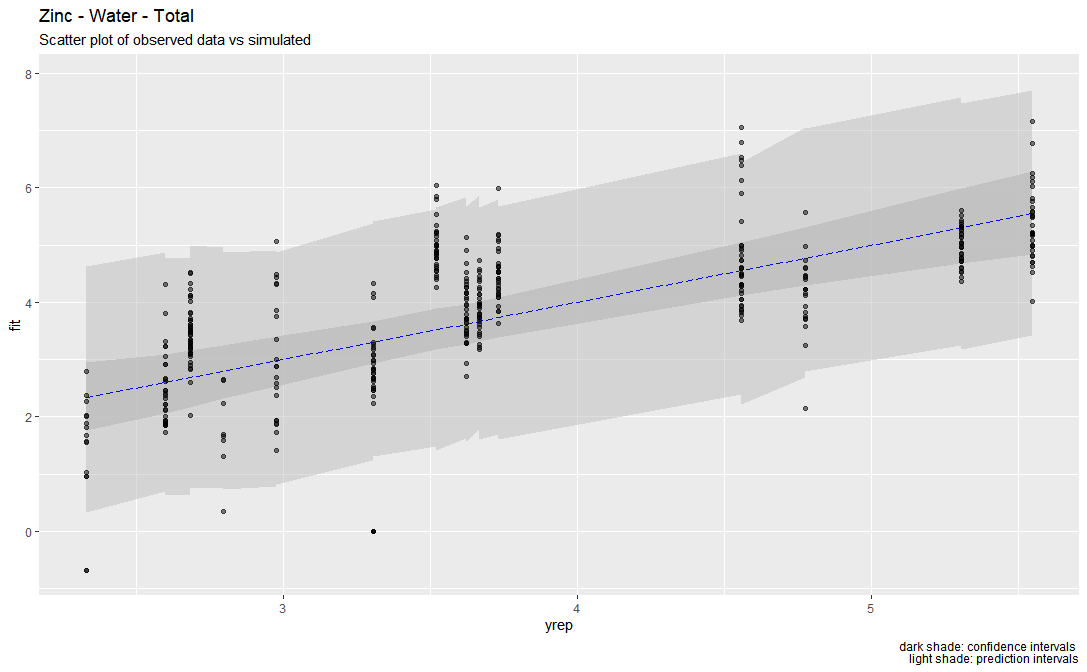 Zinc - Water - Total
Scatter plot of observed data vs simulated
8
6
4
2
0
fit
3
4
5
yrep
dark shade: confidence intervals
light shade: prediction intervals